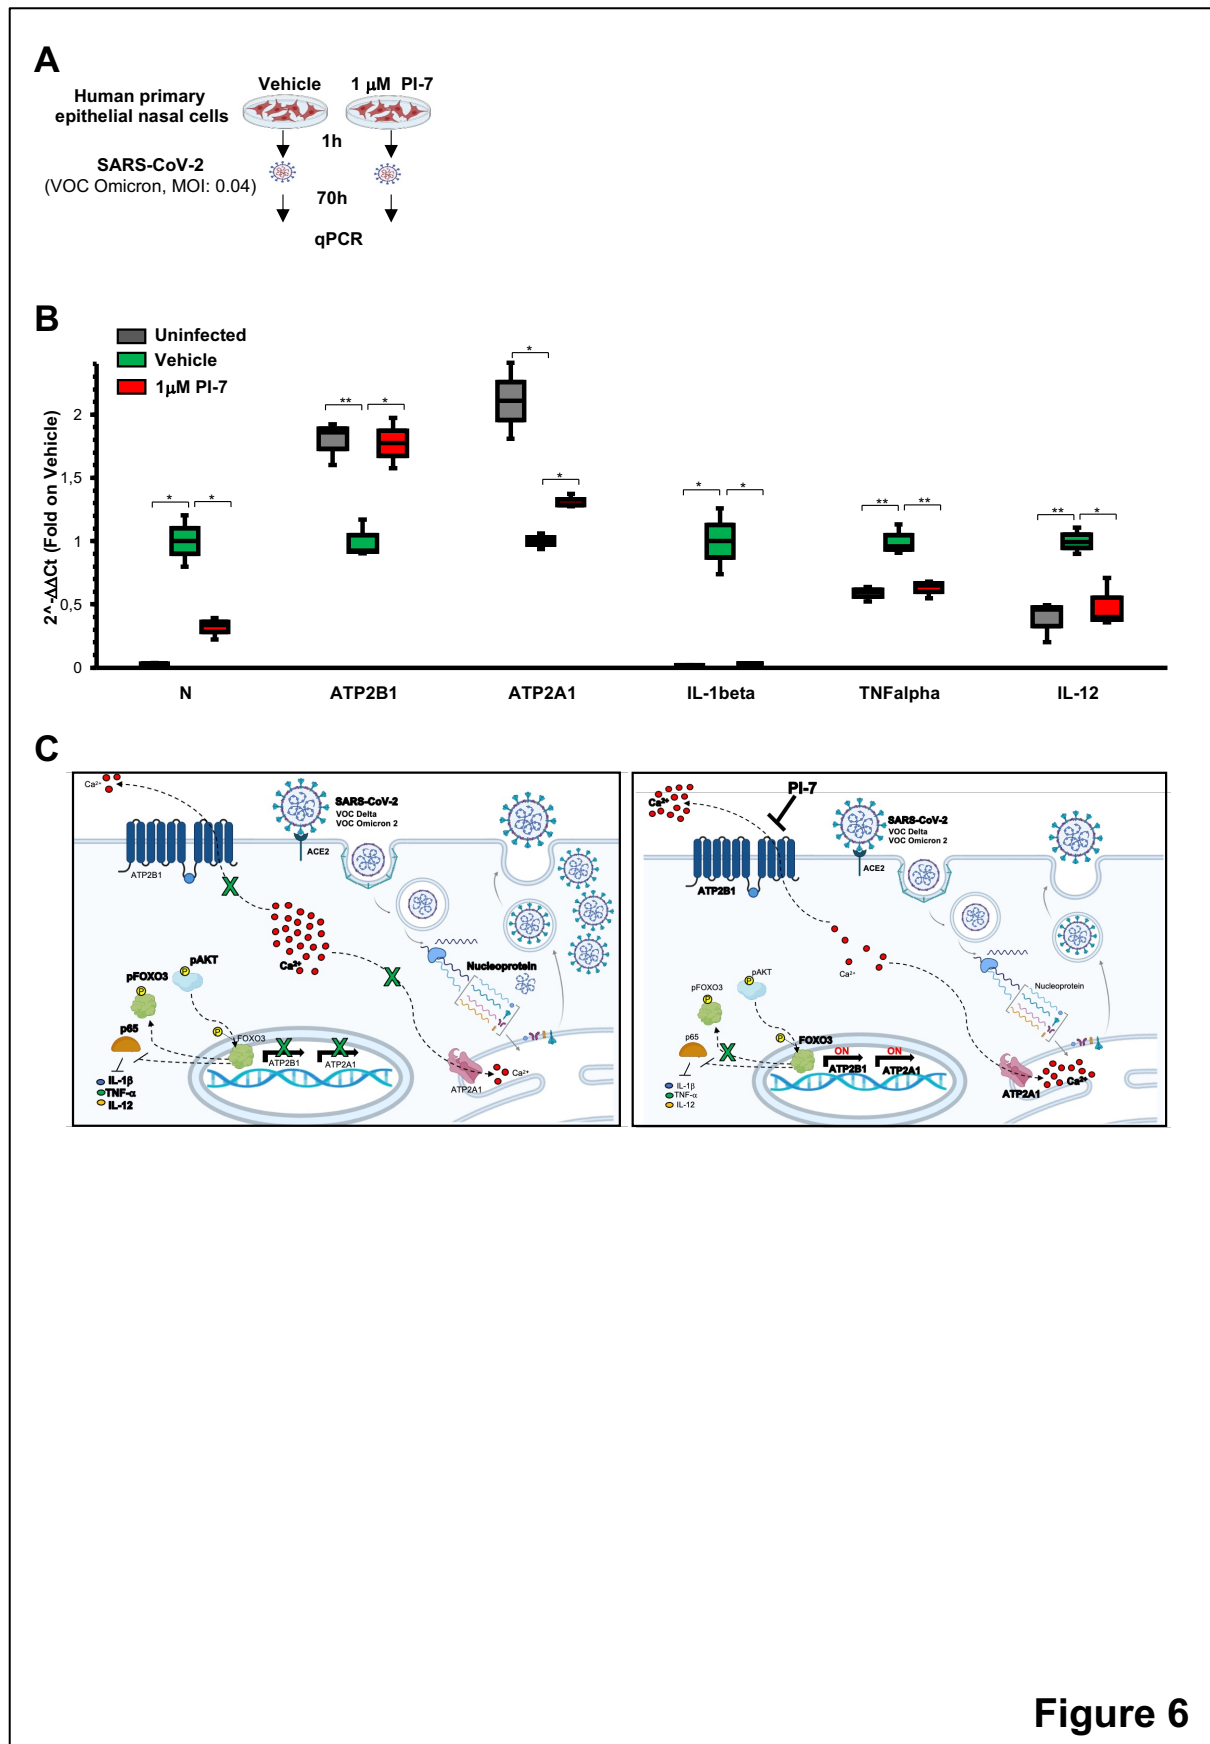 A
Vehicle
1 μM PI-7
Human primary
epithelial nasal cells
1h
SARS-CoV-2
(VOC Omicron, MOI: 0.04)
70h
qPCR
B
Uninfected
Vehicle
1μM PI-7
2^-ΔΔCt (Fold on Vehicle)
2
1,5
1
0,5
0
* *
** *
*
*
* *
** **
** *
N
ATP2B1
ATP2A1
IL-1beta
TNFalpha
IL-12
C
Ca²⁺
SARS-CoV-2
VOC Delta
VOC Omicron 2
ACE2
ATP2B1
X
Ca²⁺
X
Nucleoprotein
pAKT
P
pFOXO3
P
p65
P
FOXO3
X
ATP2B1
X
ATP2A1
IL-1β
TNF-α
IL-12
ATP2A1
Ca²⁺
PI-7
Ca²⁺
SARS-CoV-2
VOC Delta
VOC Omicron 2
ACE2
ATP2B1
Ca²⁺
Nucleoprotein
pAKT
P
pFOXO3
P
p65
X
P
FOXO3
ON
ATP2B1
ON
ATP2A1
IL-1β
TNF-α
IL-12
ATP2A1
Ca²⁺
Figure 6